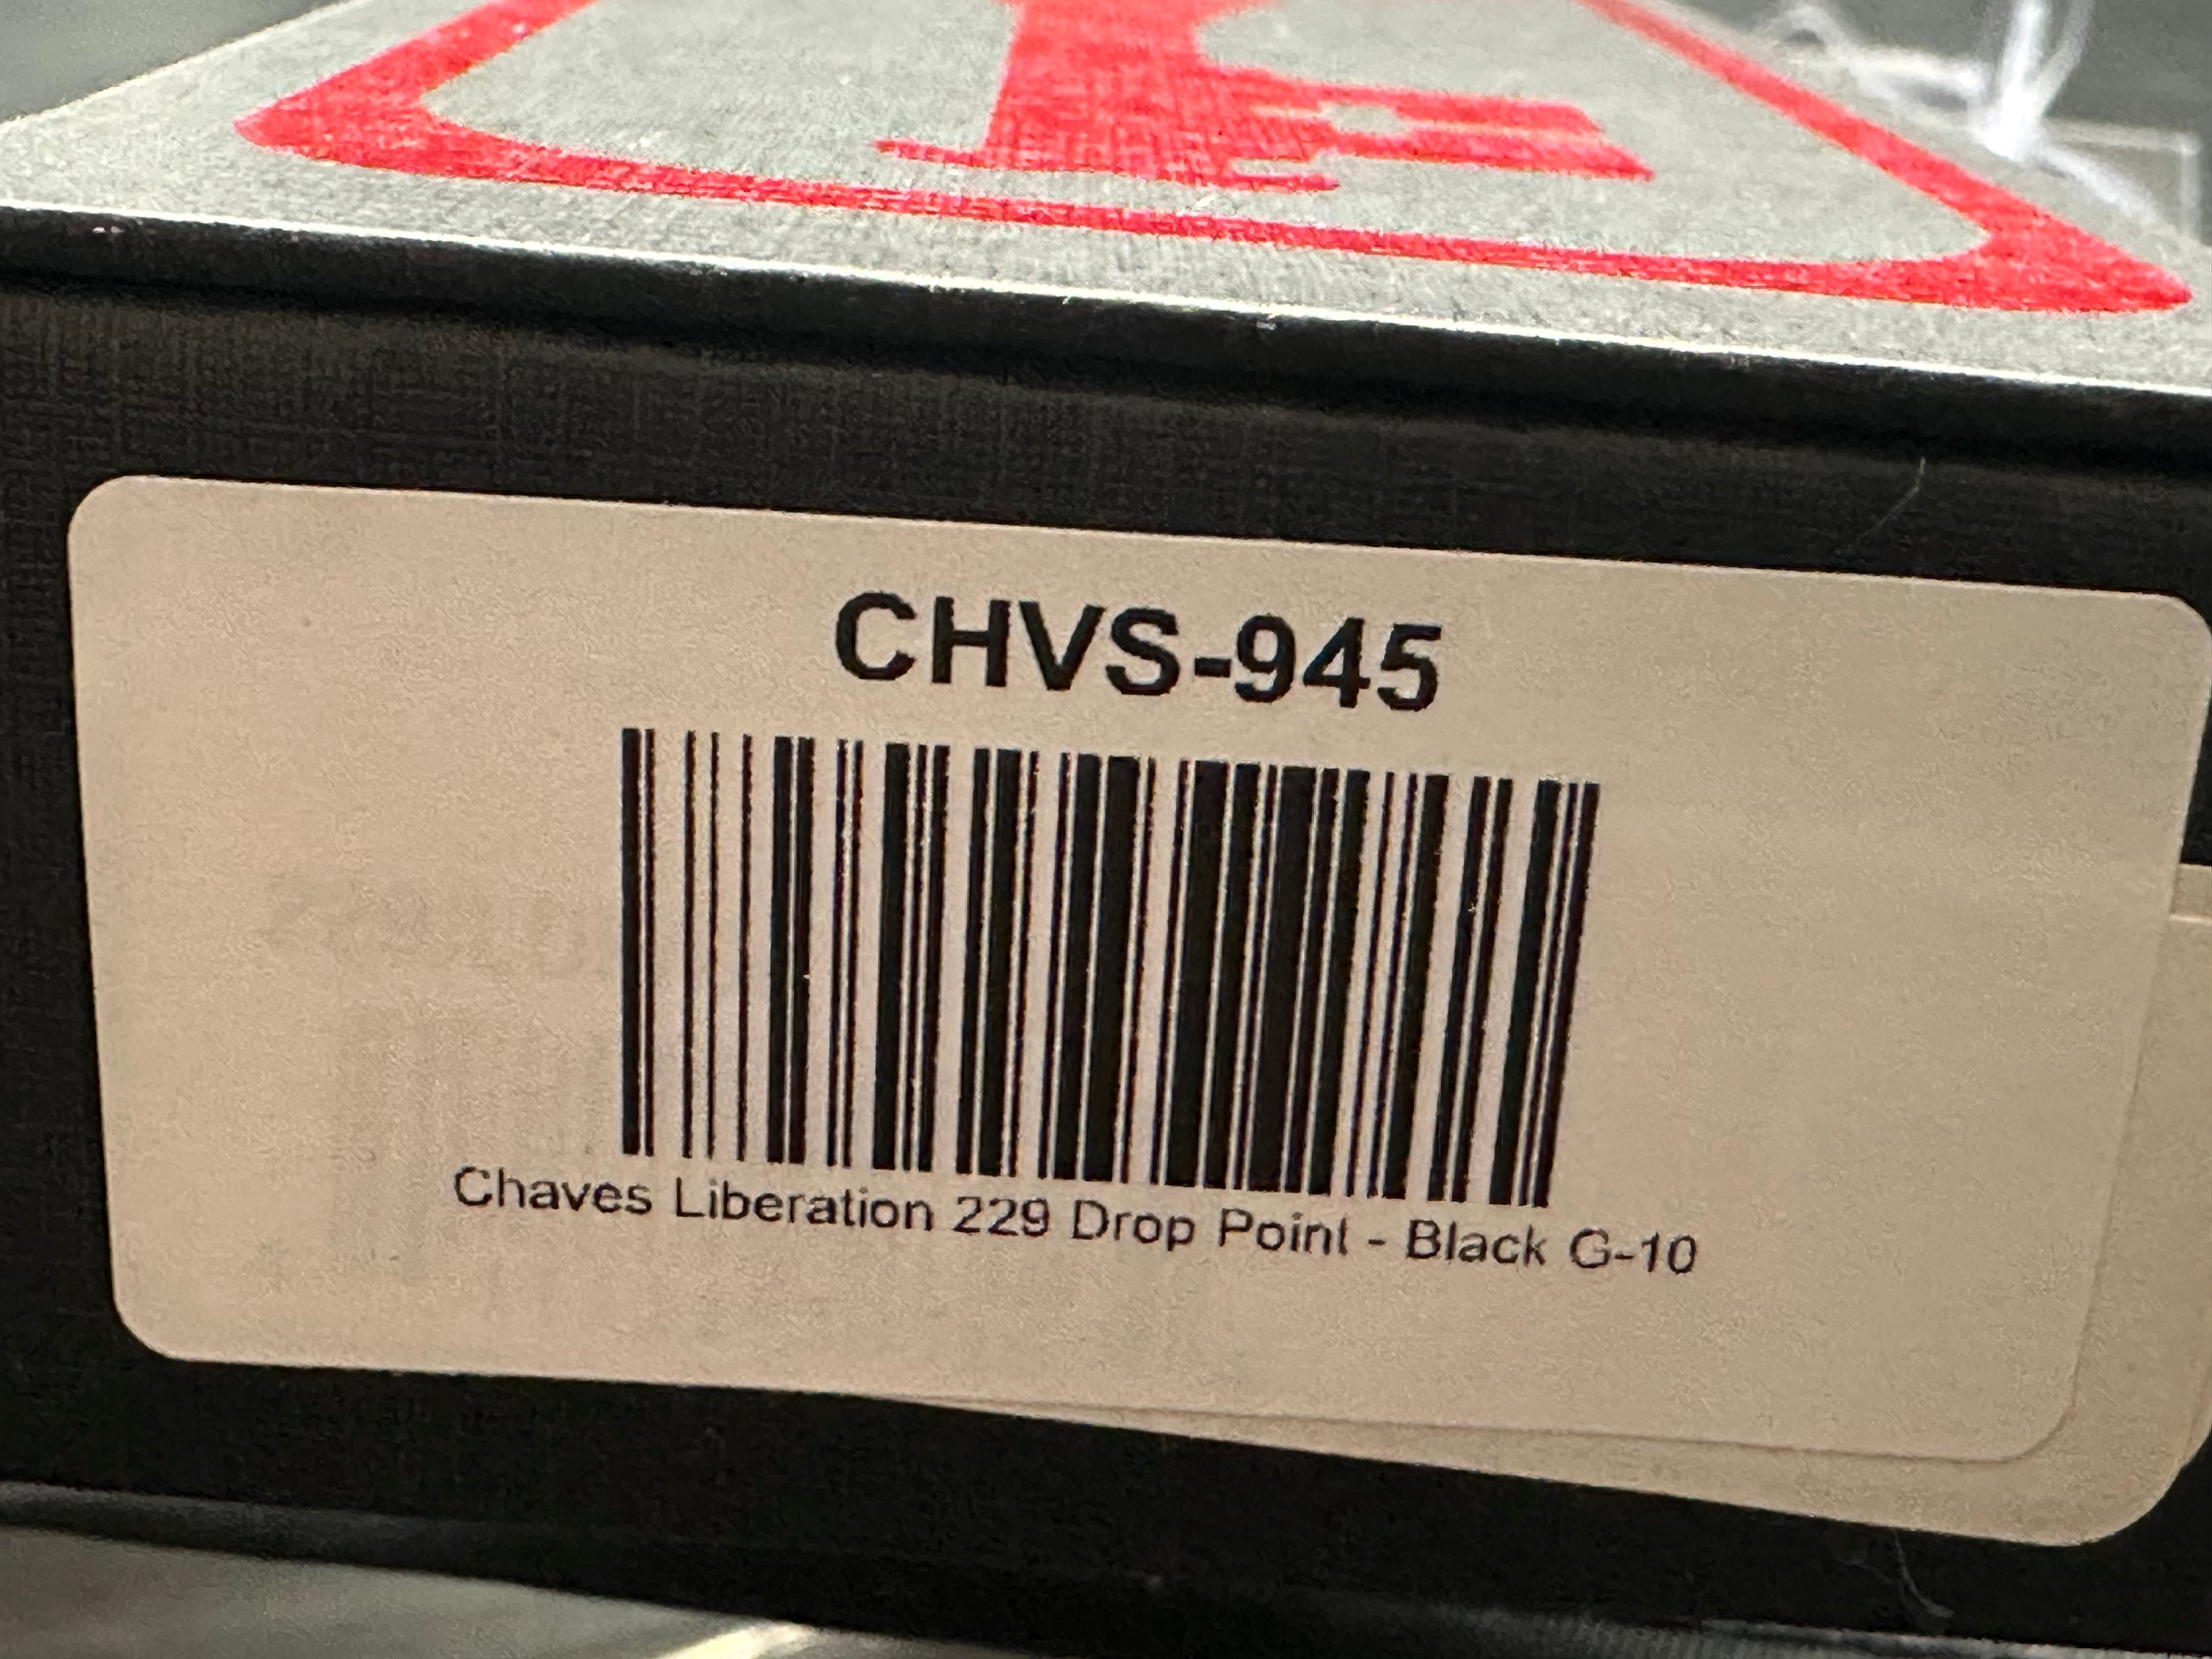 CHVS-945
Chaves Liberation 229 Drop Point - Black G-10